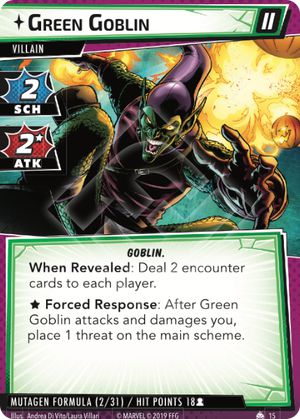 GREEN GOBLIN
II
VILLAIN
2
SCH
2★
ATK
GOBLIN.
When Revealed: Deal 2 encounter
cards to each player.
★ Forced Response: After Green
Goblin attacks and damages you,
place 1 threat on the main scheme.
MUTAGEN FORMULA (2/31) / HIT POINTS 18
Illus. Andrea Di Vito/Laura Villari
© MARVEL © 2019 FFG
15